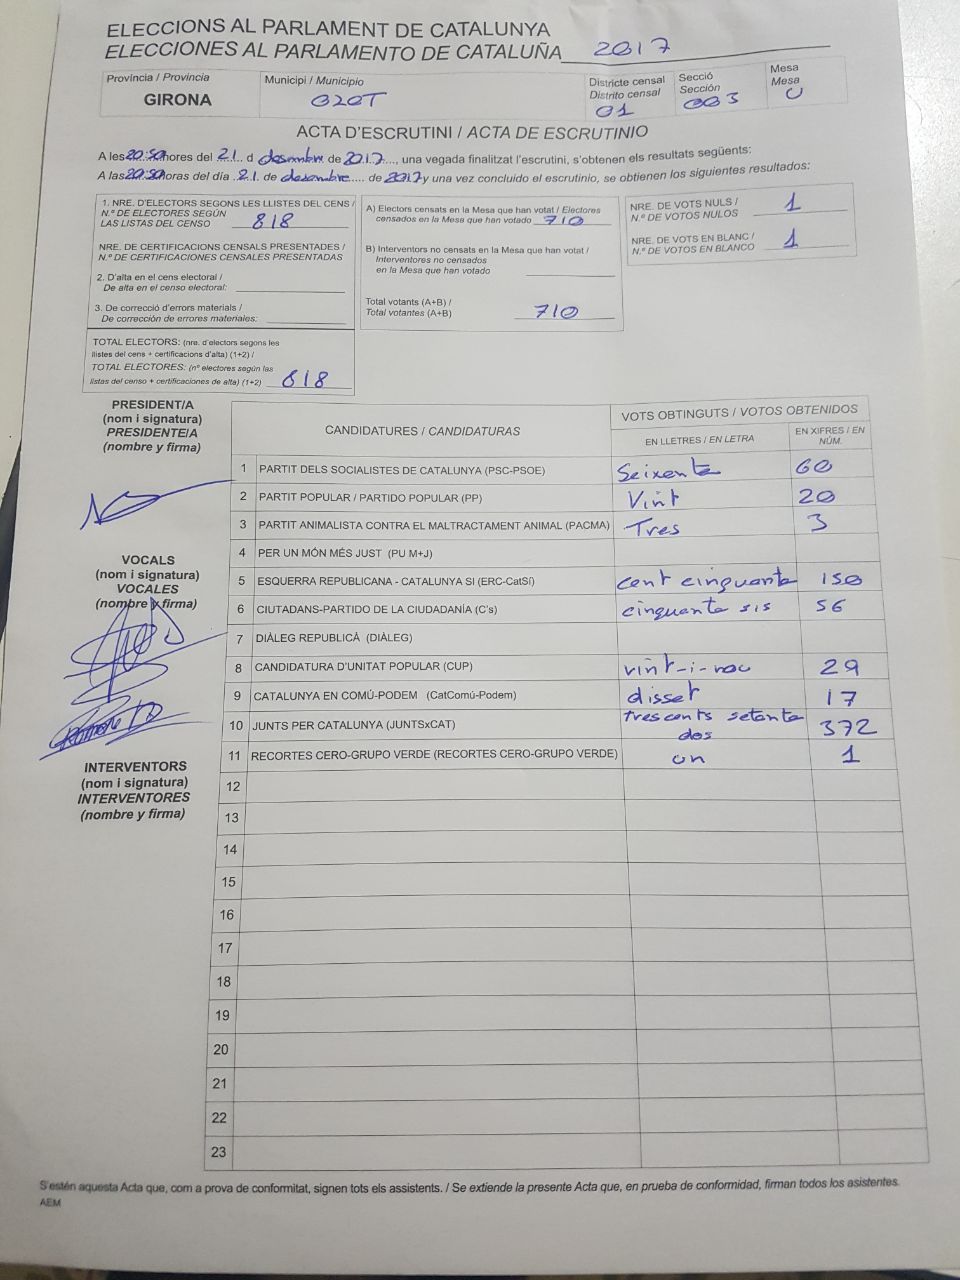 ELECCIONS AL PARLAMENT DE CATALUNYA
ELECCIONES AL PARLAMENTO DE CATALUÑA 2017
Província / Provincia
GIRONA
Municipi / Municipio
OLOT
Districte censal
Distrito censal
01
Secció
Sección
003
Mesa
Mesa
U
ACTA D'ESCRUTINI / ACTA DE ESCRUTINIO
A les 20:50 hores del 21 d desembre de 2017, una vegada finalitzat l'escrutini, s'obtenen els resultats següents:
A las 20:50 horas del día 21 de desembre de 2017 y una vez concluido el escrutinio, se obtienen los siguientes resultados:
1. NRE. D'ELECTORS SEGONS LES LLISTES DEL CENS /
N.º DE ELECTORES SEGÚN
LAS LISTAS DEL CENSO 818
NRE. DE CERTIFICACIONS CENSALS PRESENTADES /
N.º DE CERTIFICACIONES CENSALES PRESENTADAS
2. D'alta en el cens electoral /
De alta en el censo electoral:
3. De correcció d'errors materials /
De corrección de errores materiales:
TOTAL ELECTORS: (nre. d'electors segons les
llistes del cens + certificacions d'alta) (1+2) /
TOTAL ELECTORES: (nº electores según las
listas del censo + certificaciones de alta) (1+2) 818
A) Electors censats en la Mesa que han votat / Electores
censados en la Mesa que han votado 710
B) Interventors no censats en la Mesa que han votat /
Interventores no censados
en la Mesa que han votado
Total votants (A+B) /
Total votantes (A+B) 710
NRE. DE VOTS NULS /
N.º DE VOTOS NULOS 1
NRE. DE VOTS EN BLANC /
N.º DE VOTOS EN BLANCO 1
PRESIDENT/A
(nom i signatura)
PRESIDENTE/A
(nombre y firma)
VOCALS
(nom i signatura)
VOCALES
(nombre y firma)
INTERVENTORS
(nom i signatura)
INTERVENTORES
(nombre y firma)
CANDIDATURES / CANDIDATURAS
VOTS OBTINGUTS / VOTOS OBTENIDOS
EN LLETRES / EN LETRA
EN XIFRES / EN
NÚM.
1 PARTIT DELS SOCIALISTES DE CATALUNYA (PSC-PSOE) Seixanta 60
2 PARTIT POPULAR / PARTIDO POPULAR (PP) Vint 20
3 PARTIT ANIMALISTA CONTRA EL MALTRACTAMENT ANIMAL (PACMA) Tres 3
4 PER UN MÓN MÉS JUST (PU M+J)
5 ESQUERRA REPUBLICANA - CATALUNYA SI (ERC-CatSí) cent cinquanta 150
6 CIUTADANS-PARTIDO DE LA CIUDADANÍA (C's) cinquanta sis 56
7 DIÀLEG REPUBLICÀ (DIÀLEG)
8 CANDIDATURA D'UNITAT POPULAR (CUP) vint-i-nou 29
9 CATALUNYA EN COMÚ-PODEM (CatComú-Podem) disset 17
10 JUNTS PER CATALUNYA (JUNTSxCAT) trescents setanta dos 372
11 RECORTES CERO-GRUPO VERDE (RECORTES CERO-GRUPO VERDE) un 1
12
13
14
15
16
17
18
19
20
21
22
23
S'estén aquesta Acta que, com a prova de conformitat, signen tots els assistents. / Se extiende la presente Acta que, en prueba de conformidad, firman todos los asistentes.
AEM